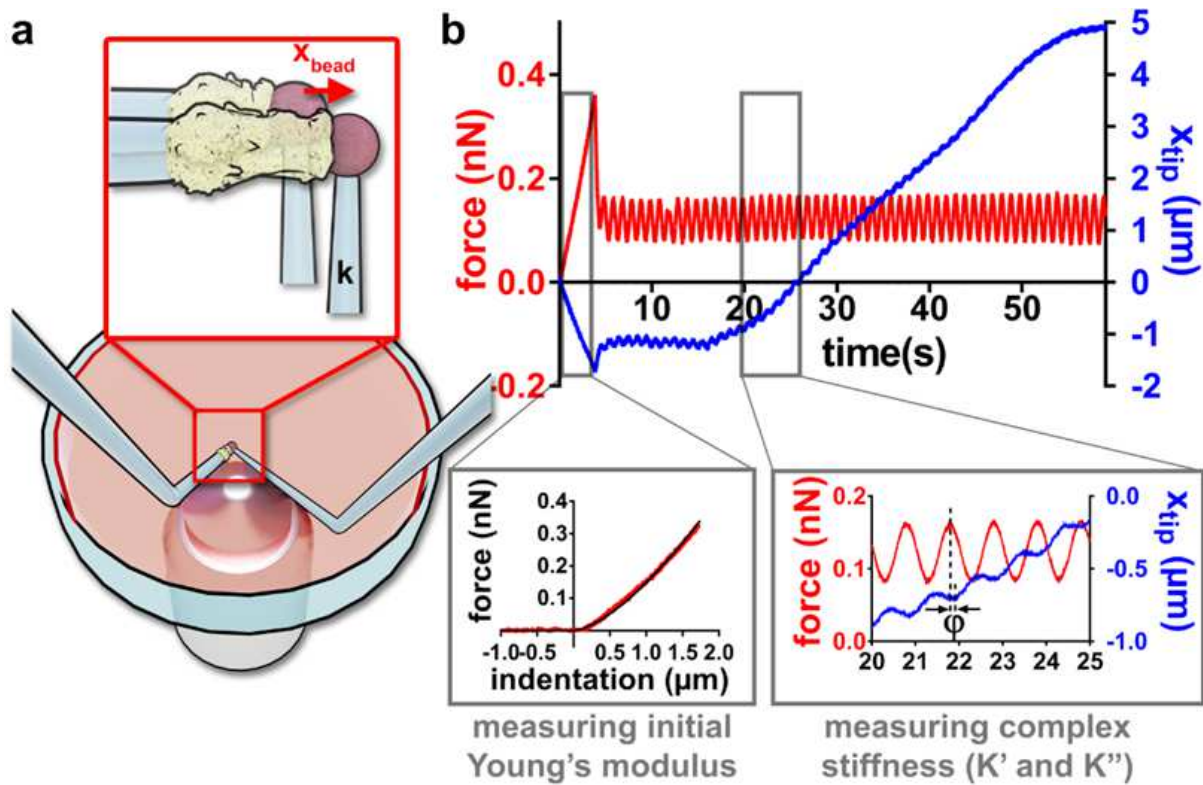 a
x bead
k
b
force (nN)
0.4
0.2
0.0
-0.2
10 20 30 40 50
time(s)
5
4
3
2
1
0
-1
-2
xtip (µm)
force (nN)
0.4
0.3
0.2
0.1
-1.0 -0.5 0.5 1.0 1.5 2.0
indentation (µm)
measuring initial
Young's modulus
force (nN)
0.2
0.1
0.0
φ
20 21 22 23 24 25
0.0
-0.5
-1.0
xtip (µm)
measuring complex
stiffness (K' and K")